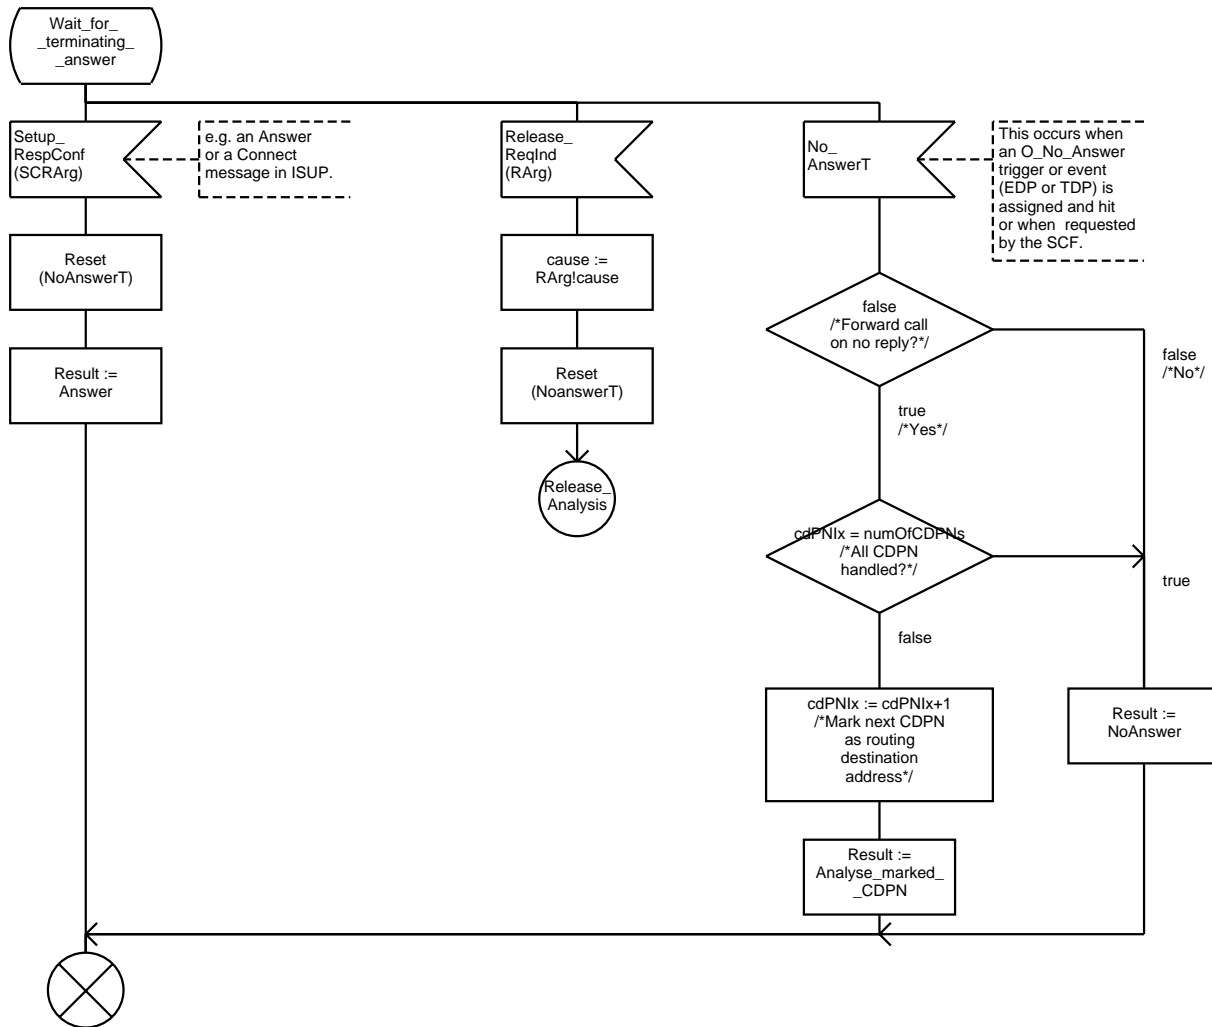 Wait_for_
_terminating_
_answer
Setup_
RespConf
(SCRArg)
e.g. an Answer
or a Connect
message in ISUP.
Reset
(NoAnswerT)
Result :=
Answer
Release_
ReqInd
(RArg)
cause :=
RArg!cause
Reset
(NoanswerT)
Release_
Analysis
No_
AnswerT
This occurs when
an O_No_Answer
trigger or event
(EDP or TDP) is
assigned and hit
or when requested
by the SCF.
false
/*Forward call
on no reply?*/
false
/*No*/
true
/*Yes*/
cdPNIx = numOfCDPNs
/*All CDPN
handled?*/
true
false
cdPNIx := cdPNIx+1
/*Mark next CDPN
as routing
destination
address*/
Result :=
NoAnswer
Result :=
Analyse_marked_
_CDPN